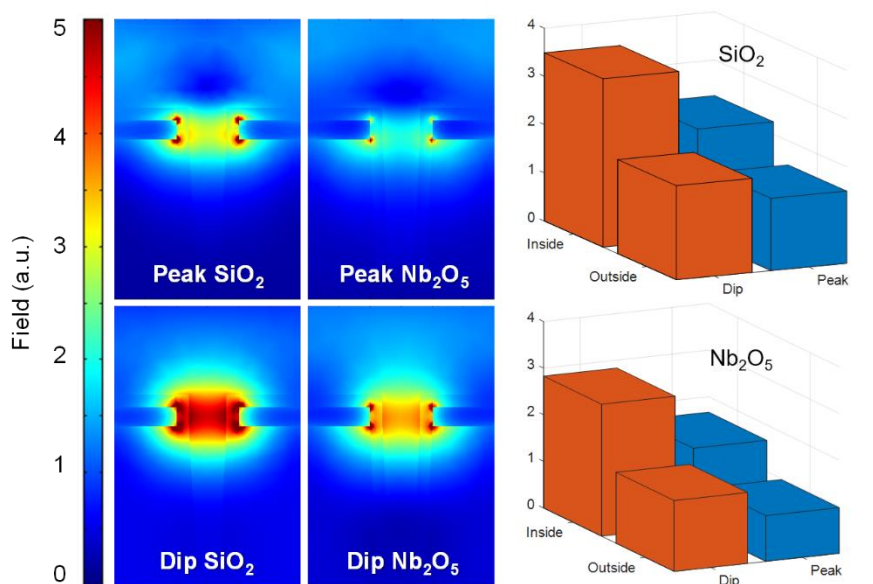 Field (a.u.)
5
4
3
2
1
0
Peak SiO₂
Peak Nb₂O₅
Dip SiO₂
Dip Nb₂O₅
SiO₂
4
3
2
1
0
Inside
Outside
Dip
Peak
Nb₂O₅
4
3
2
1
0
Inside
Outside
Dip
Peak